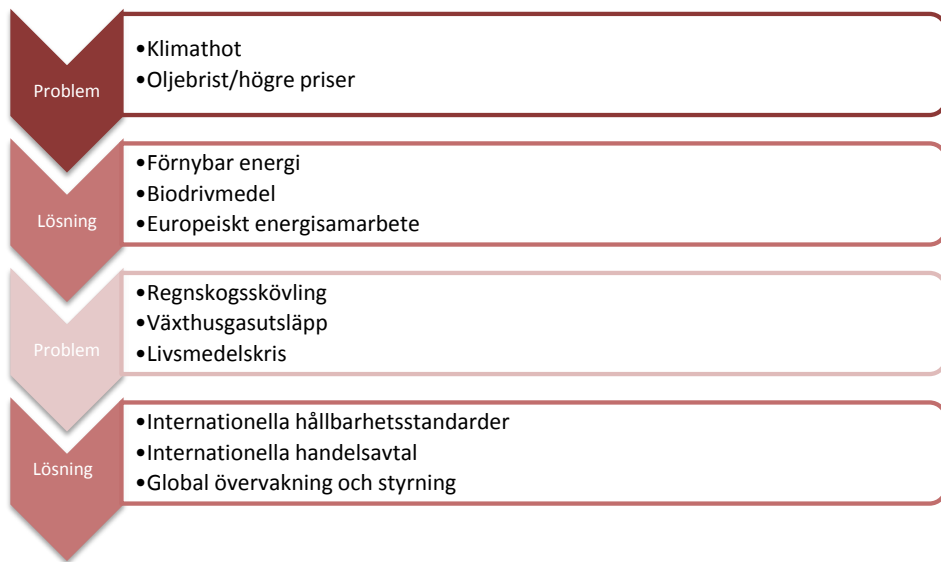 Problem
•Klimathot
•Oljebrist/högre priser
Lösning
•Förnybar energi
•Biodrivmedel
•Europeiskt energisamarbete
Problem
•Regnskogsskövling
•Växthusgasutsläpp
•Livsmedelskris
Lösning
•Internationella hållbarhetsstandarder
•Internationella handelsavtal
•Global övervakning och styrning